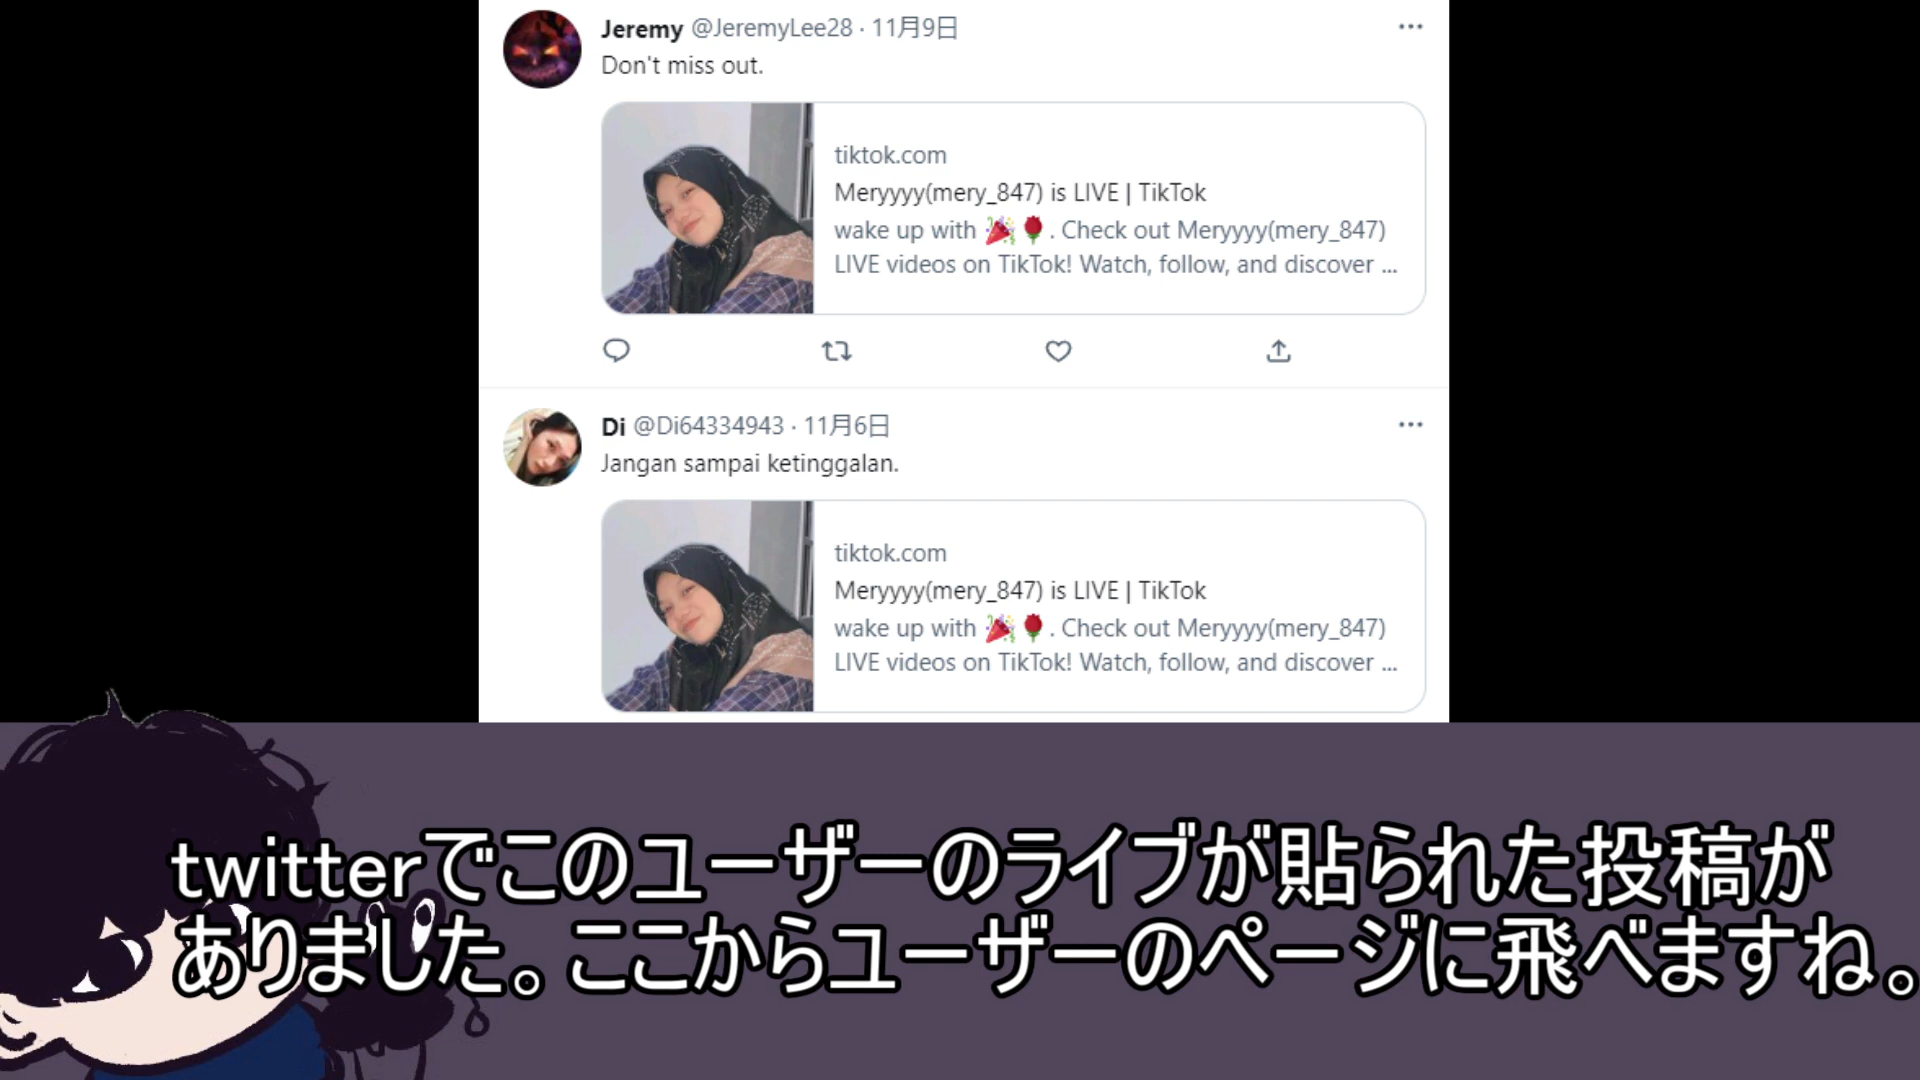 Jeremy @JeremyLee28 · 11月9日
Don't miss out.
tiktok.com
Meryyyy(mery_847) is LIVE | TikTok
wake up with 🎉🌹. Check out Meryyyy(mery_847)
LIVE videos on TikTok! Watch, follow, and discover ...
Di @Di64334943 · 11月6日
Jangan sampai ketinggalan.
tiktok.com
Meryyyy(mery_847) is LIVE | TikTok
wake up with 🎉🌹. Check out Meryyyy(mery_847)
LIVE videos on TikTok! Watch, follow, and discover ...
twitterでこのユーザーのライブが貼られた投稿が
ありました。ここからユーザーのページに飛べますね。